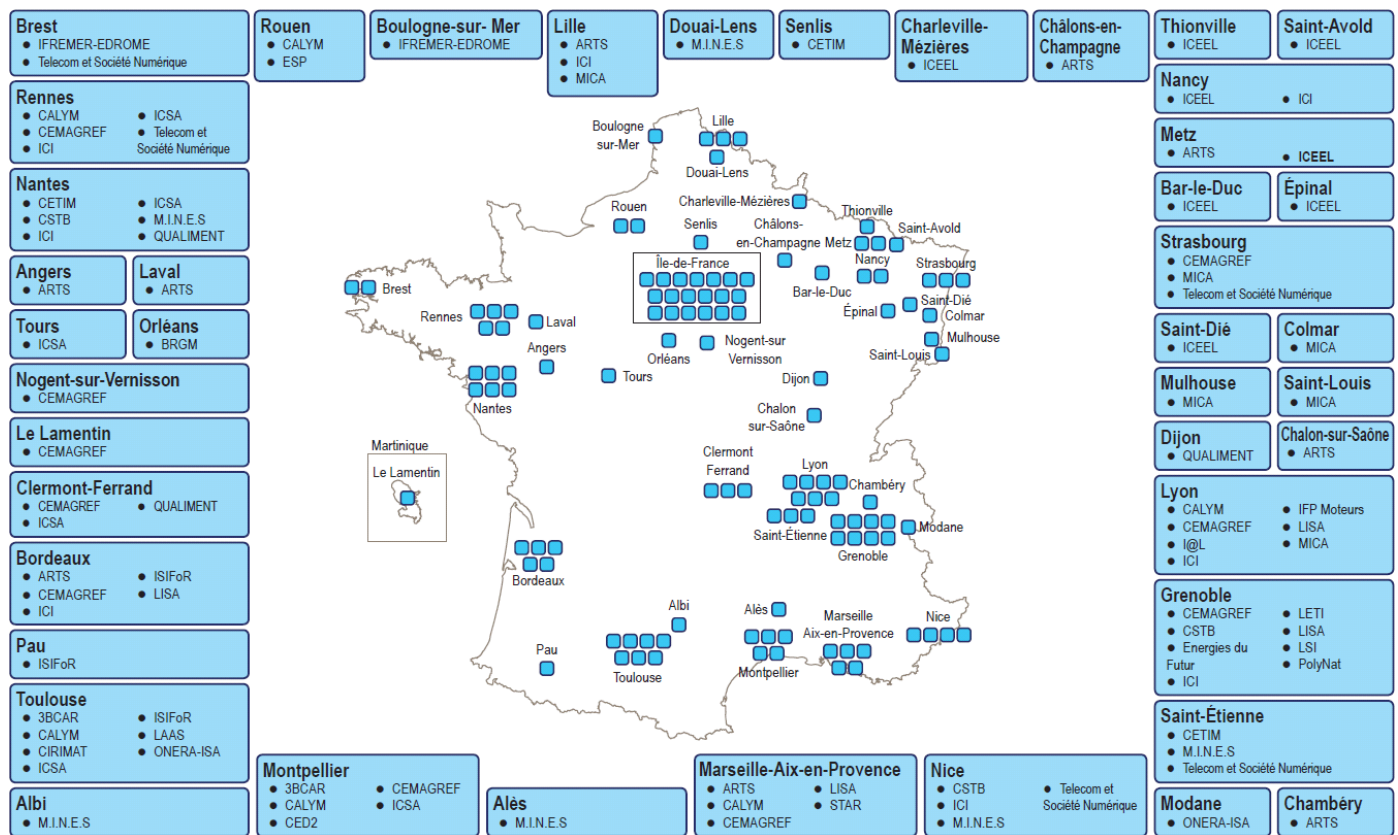 Brest
● IFREMER-EDROME
● Telecom et Société Numérique
Rouen
● CALYM
● ESP
Boulogne-sur- Mer
● IFREMER-EDROME
Lille
● ARTS
● ICI
● MICA
Douai-Lens
● M.I.N.E.S
Senlis
● CETIM
Charleville-
Mézières
● ICEEL
Châlons-en-
Champagne
● ARTS
Thionville
● ICEEL
Saint-Avold
● ICEEL
Rennes
● CALYM
● CEMAGREF
● ICI
● ICSA
● Telecom et
Société Numérique
Nantes
● CETIM
● CSTB
● ICI
● ICSA
● M.I.N.E.S
● QUALIMENT
Angers
● ARTS
Laval
● ARTS
Tours
● ICSA
Orléans
● BRGM
Nogent-sur-Vernisson
● CEMAGREF
Le Lamentin
● CEMAGREF
Clermont-Ferrand
● CEMAGREF
● ICSA
● QUALIMENT
Bordeaux
● ARTS
● CEMAGREF
● ICI
● ISIFoR
● LISA
Pau
● ISIFoR
Toulouse
● 3BCAR
● CALYM
● CIRIMAT
● ICSA
● ISIFoR
● LAAS
● ONERA-ISA
Albi
● M.I.N.E.S
Boulogne
sur-Mer
Lille
Douai-Lens
Charleville-Mézières
Rouen
Senlis
Châlons-
en-Champagne
Thionville
Metz
Saint-Avold
Île-de-France
Nancy
Strasbourg
Bar-le-Duc
Brest
Épinal
Saint-Dié
Colmar
Rennes
Laval
Mulhouse
Saint-Louis
Angers
Orléans
Nogent-sur
Vernisson
Tours
Dijon
Nantes
Chalon
sur-Saône
Martinique
Le Lamentin
Clermont
Ferrand
Lyon
Chambéry
Saint-Étienne
Modane
Grenoble
Bordeaux
Albi
Alès
Marseille
Aix-en-Provence
Nice
Pau
Toulouse
Montpellier
Nancy
● ICEEL
● ICI
Metz
● ARTS
● ICEEL
Bar-le-Duc
● ICEEL
Épinal
● ICEEL
Strasbourg
● CEMAGREF
● MICA
● Telecom et Société Numérique
Saint-Dié
● ICEEL
Colmar
● MICA
Mulhouse
● MICA
Saint-Louis
● MICA
Dijon
● QUALIMENT
Chalon-sur-Saône
● ARTS
Lyon
● CALYM
● CEMAGREF
● I@L
● ICI
● IFP Moteurs
● LISA
● MICA
Grenoble
● CEMAGREF
● CSTB
● Energies du
Futur
● ICI
● LETI
● LISA
● LSI
● PolyNat
Saint-Étienne
● CETIM
● M.I.N.E.S
● Telecom et Société Numérique
Modane
● ONERA-ISA
Chambéry
● ARTS
Montpellier
● 3BCAR
● CALYM
● CED2
● CEMAGREF
● ICSA
Alès
● M.I.N.E.S
Marseille-Aix-en-Provence
● ARTS
● CALYM
● CEMAGREF
● LISA
● STAR
Nice
● CSTB
● ICI
● M.I.N.E.S
● Telecom et
Société Numérique